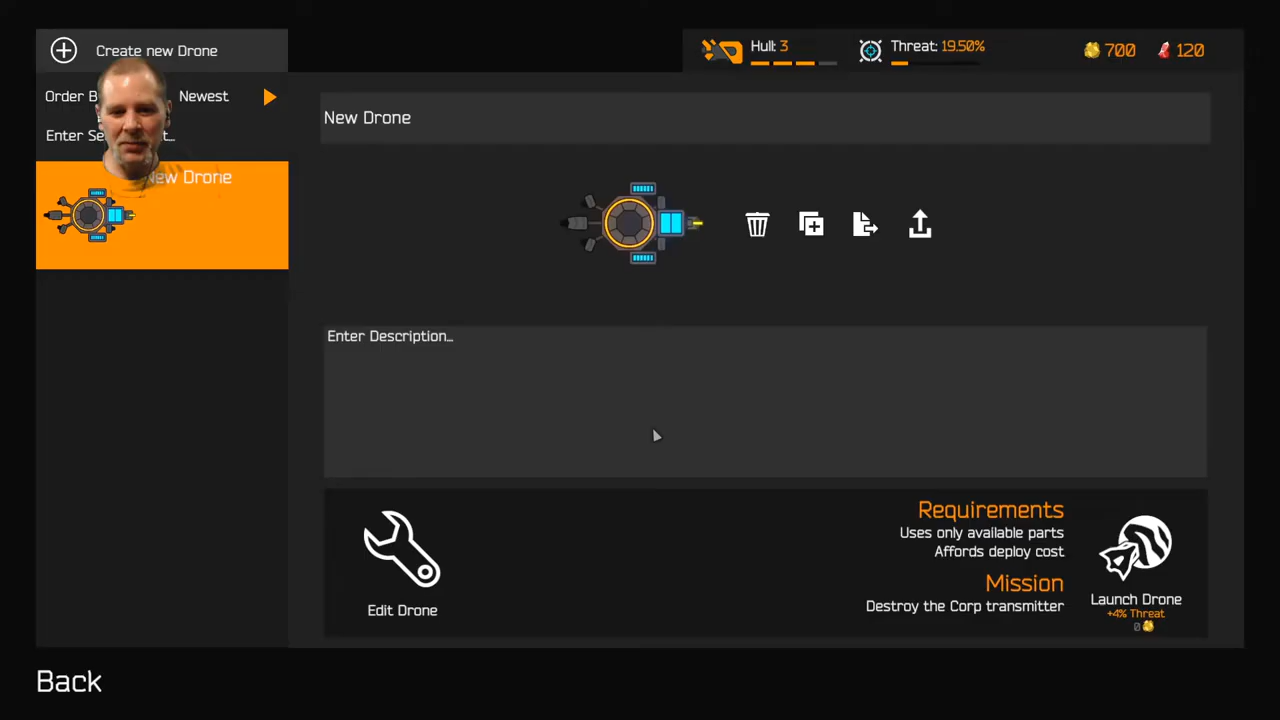 Create new Drone
Hull: 3
Threat: 19.50%
700
120
Order B
Newest
Enter Se t...
New Drone
New Drone
Enter Description...
Edit Drone
Requirements
Uses only available parts
Affords deploy cost
Mission
Destroy the Corp transmitter
Launch Drone
+4% Threat
0
Back